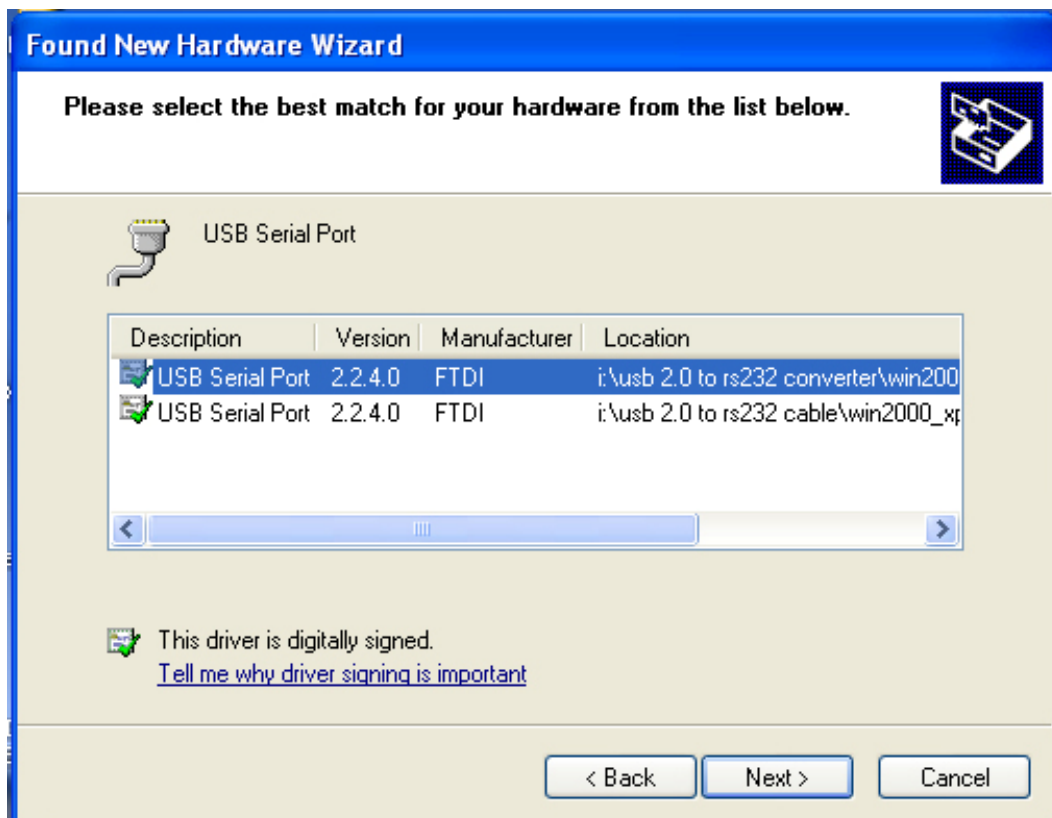 Found New Hardware Wizard
Please select the best match for your hardware from the list below.
USB Serial Port
Description Version Manufacturer Location
USB Serial Port 2.2.4.0 FTDI i:\usb 2.0 to rs232 converter\win200
USB Serial Port 2.2.4.0 FTDI i:\usb 2.0 to rs232 cable\win2000_xp
This driver is digitally signed.
Tell me why driver signing is important
< Back Next > Cancel